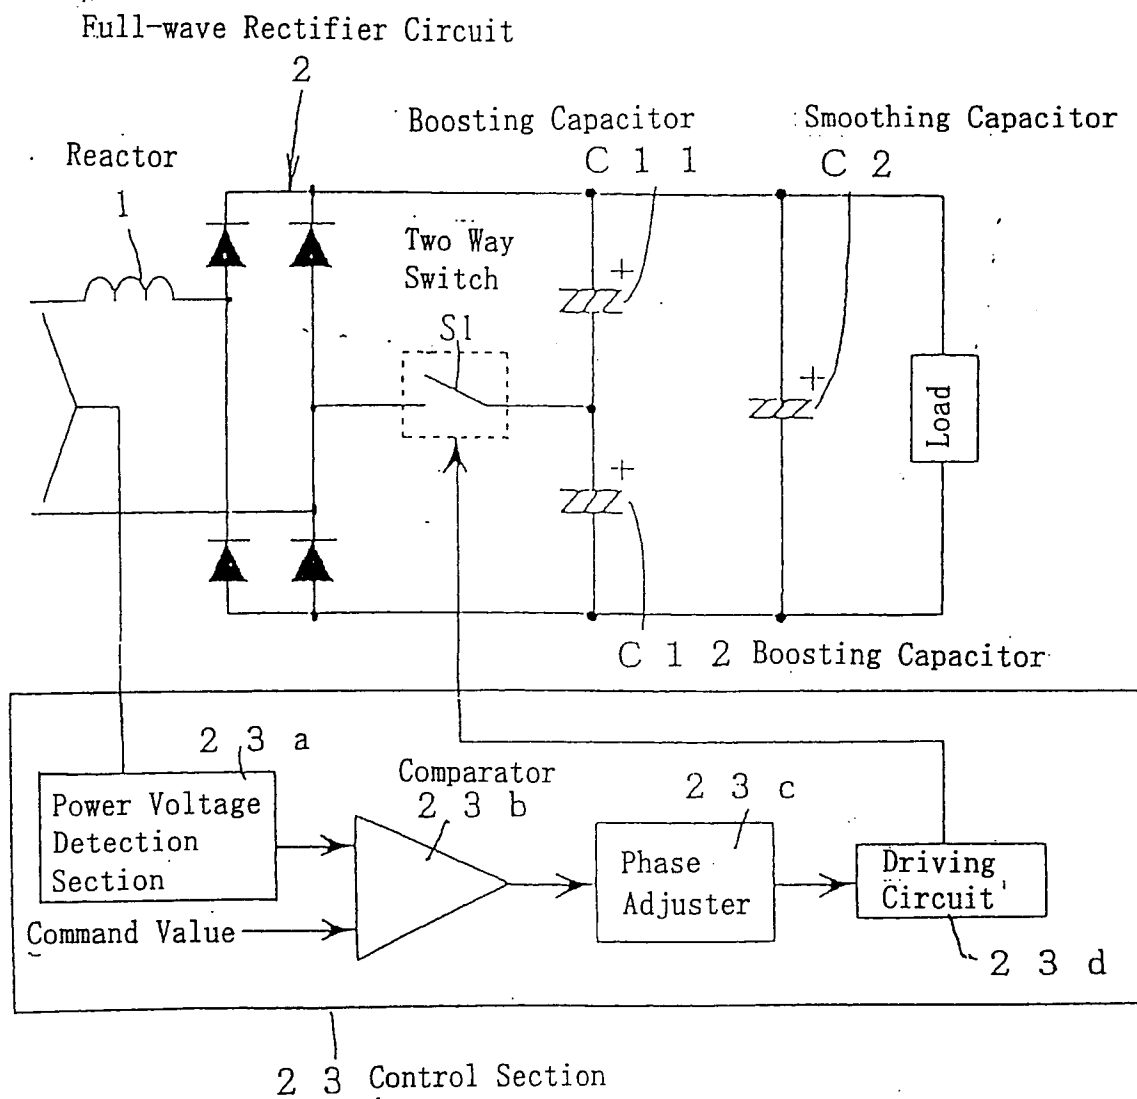 Full-wave Rectifier Circuit
2
Boosting Capacitor
C 1 1
Smoothing Capacitor
C 2
Reactor
1
Two Way
Switch
S1
+
+
+
Load
C 1 2 Boosting Capacitor
2 3 a
Power Voltage
Detection
Section
Command Value
Comparator
2 3 b
2 3 c
Phase
Adjuster
Driving
Circuit
2 3 d
2 3 Control Section